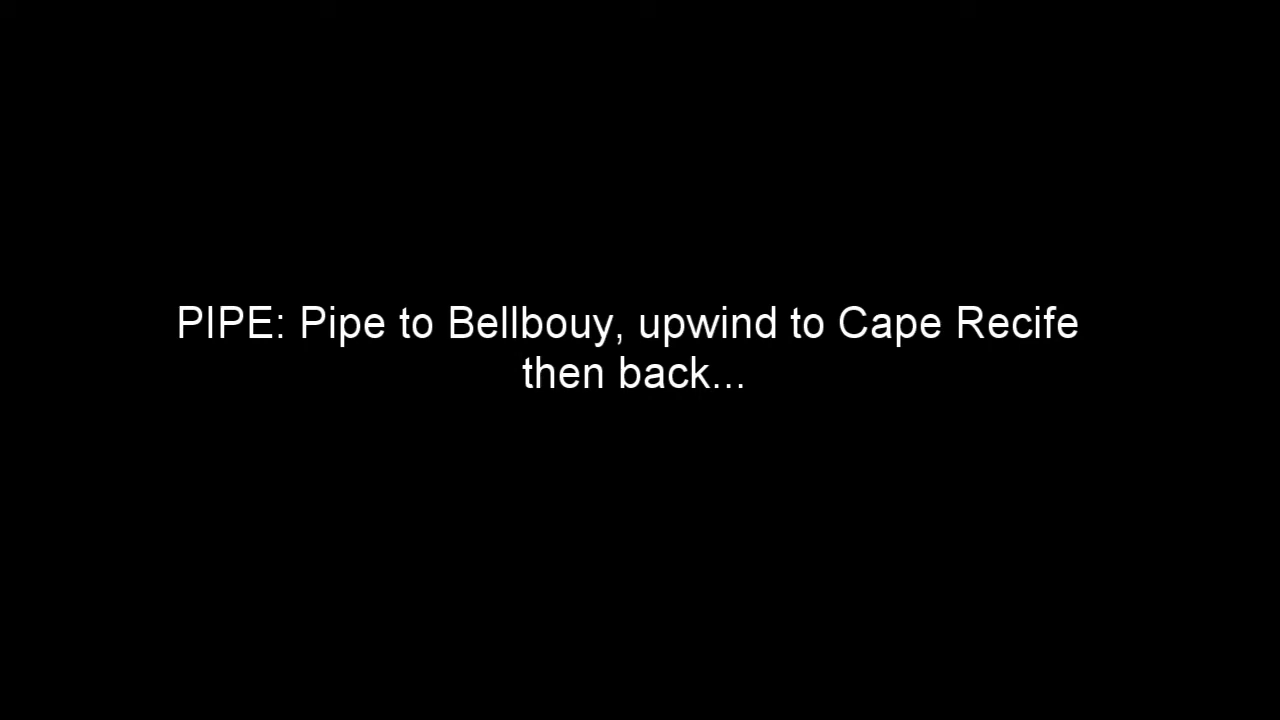 PIPE: Pipe to Bellbouy, upwind to Cape Recife
then back...